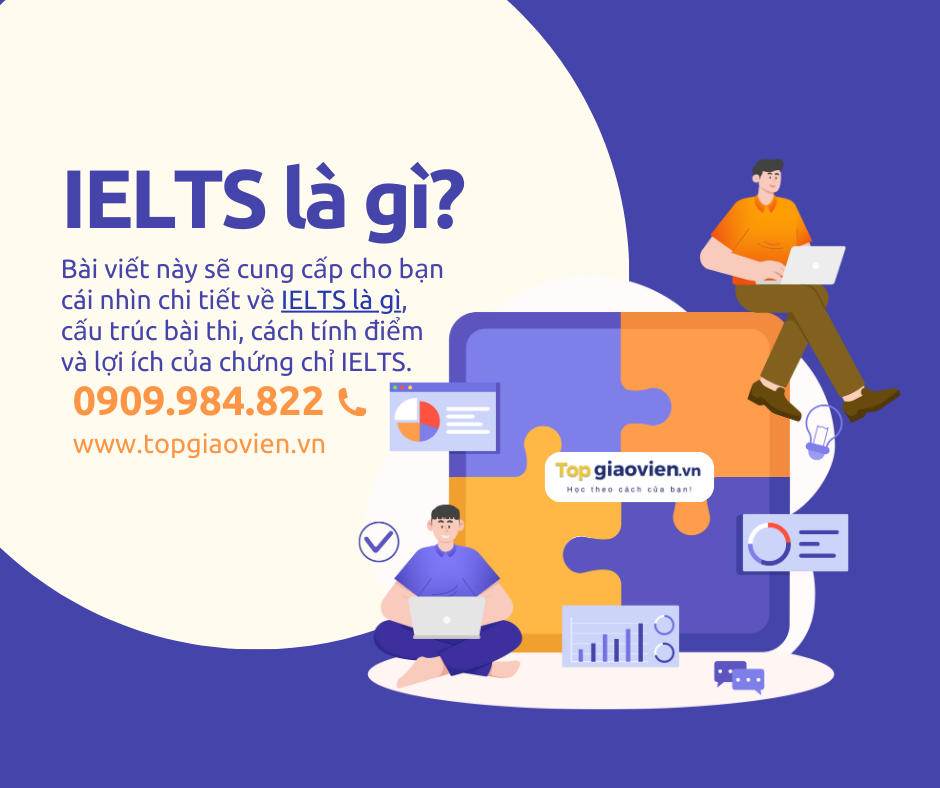 IELTS là gì?
Bài viết này sẽ cung cấp cho bạn
cái nhìn chi tiết về IELTS là gì,
cấu trúc bài thi, cách tính điểm
và lợi ích của chứng chỉ IELTS.
0909.984.822
www.topgiaovien.vn
Top giaovien.vn
Học theo cách của bạn!